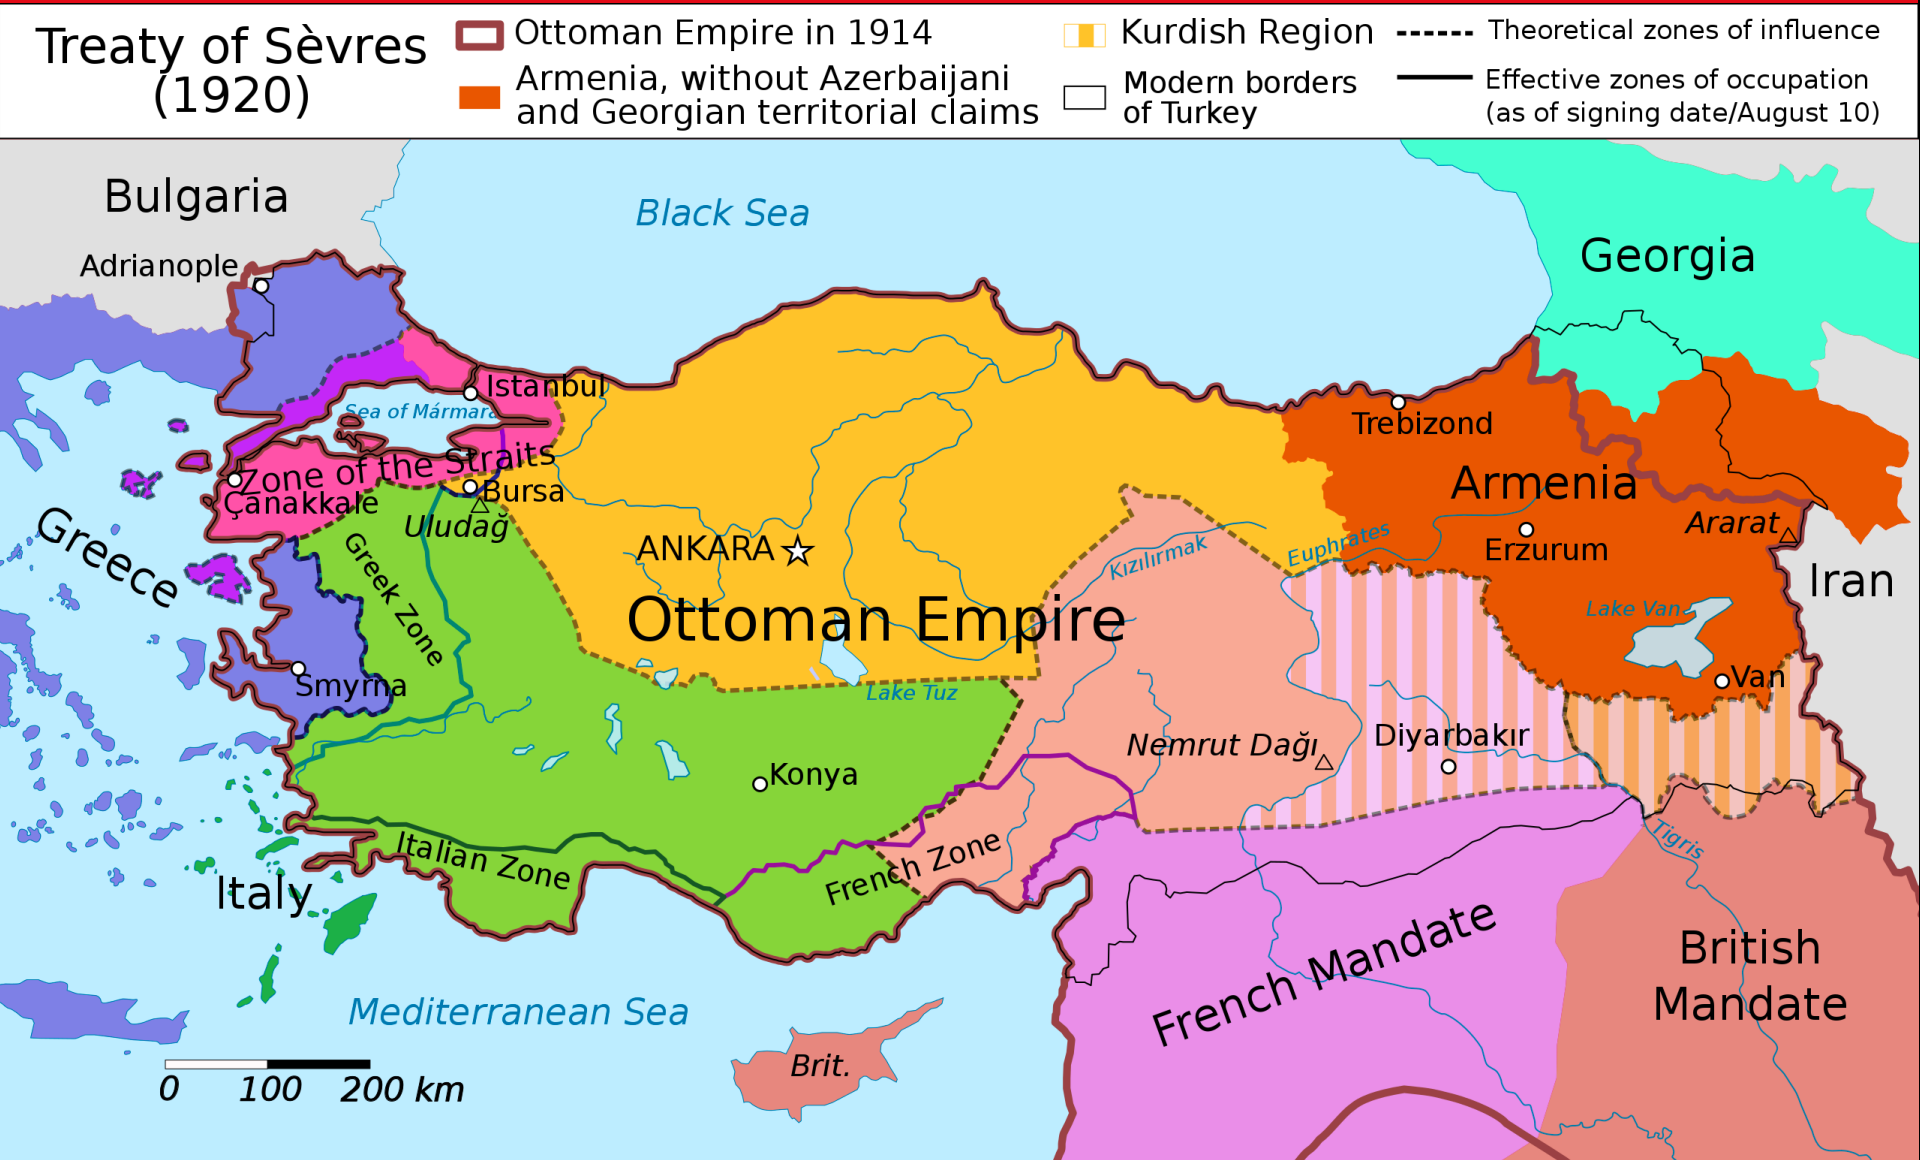 Treaty of Sèvres
(1920)
Ottoman Empire in 1914
Armenia, without Azerbaijani
and Georgian territorial claims
Kurdish Region
Modern borders
of Turkey
Theoretical zones of influence
Effective zones of occupation
(as of signing date/August 10)
Bulgaria
Black Sea
Georgia
Adrianople
Istanbul
Sea of Mármara
Trebizond
Zone of the Straits
Çanakkale
Bursa
Uludağ
Armenia
Ararat
Greece
Greek Zone
ANKARA
Kızılırmak
Euphrates
Erzurum
Iran
Ottoman Empire
Lake Van
Smyrna
Lake Tuz
Van
Konya
Nemrut Dağı
Diyarbakır
Italian Zone
French Zone
Tigris
Italy
French Mandate
British
Mandate
Mediterranean Sea
Brit.
0 100 200 km